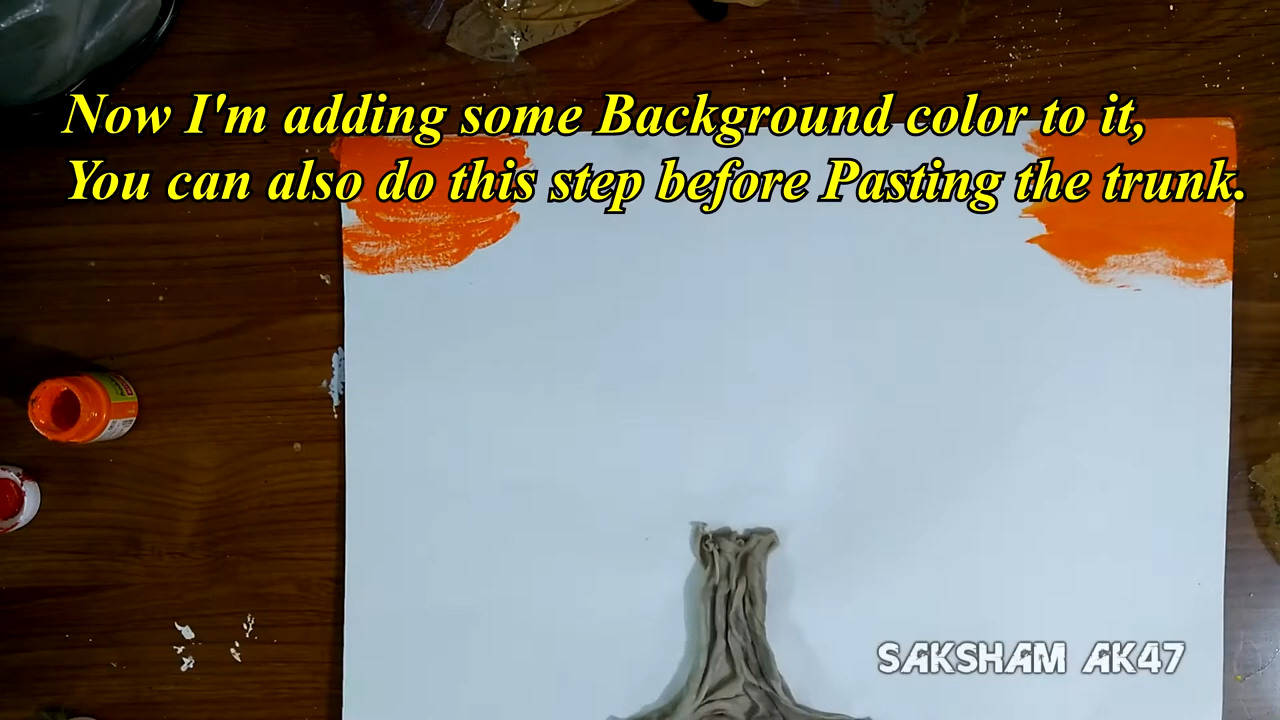 Now I'm adding some Background color to it,
You can also do this step before Pasting the trunk.
SAKSHAM AK47